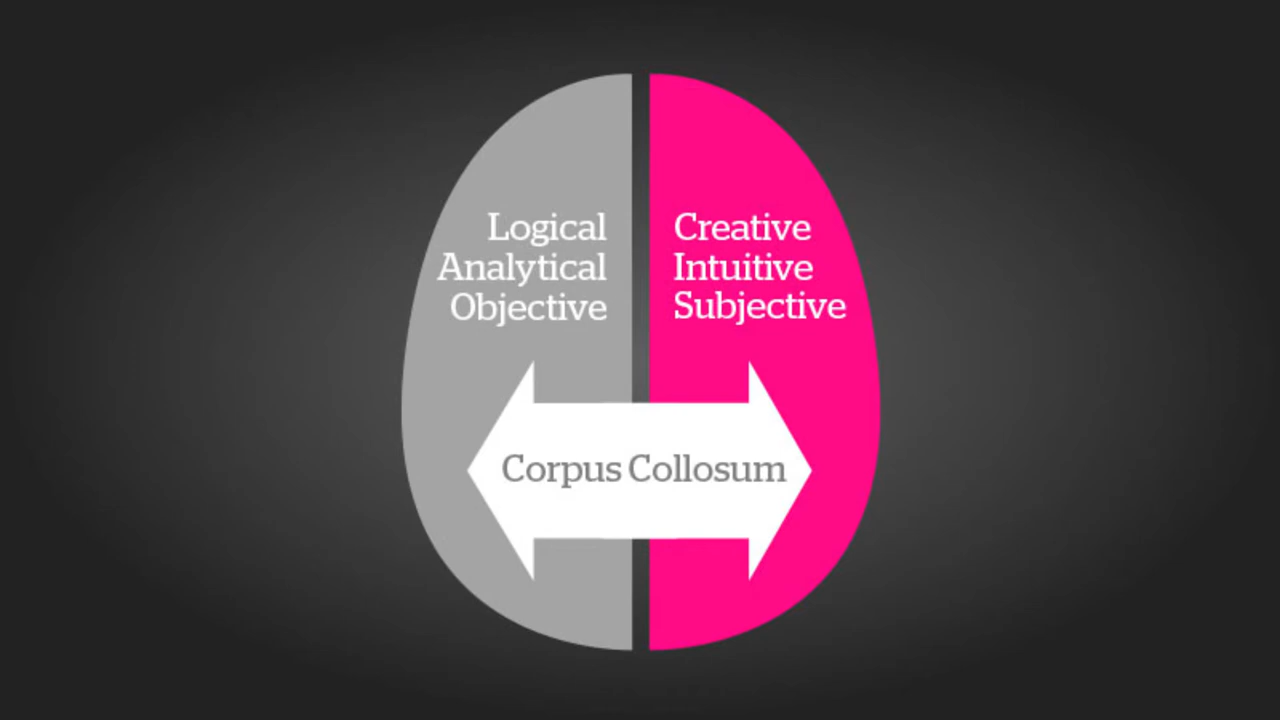 Logical
Analytical
Objective
Creative
Intuitive
Subjective
Corpus Collosum